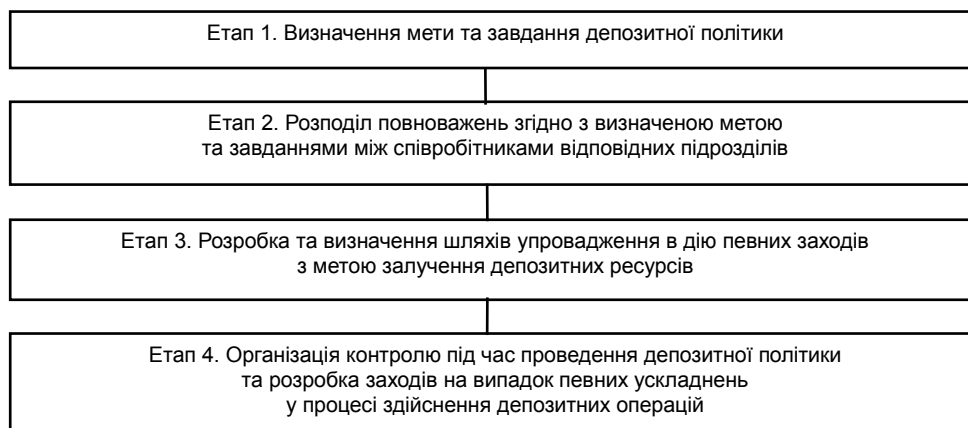 Етап 1. Визначення мети та завдання депозитної політики
Етап 2. Розподіл повноважень згідно з визначеною метою
та завданнями між співробітниками відповідних підрозділів
Етап 3. Розробка та визначення шляхів упровадження в дію певних заходів
з метою залучення депозитних ресурсів
Етап 4. Організація контролю під час проведення депозитної політики
та розробка заходів на випадок певних ускладнень
у процесі здійснення депозитних операцій